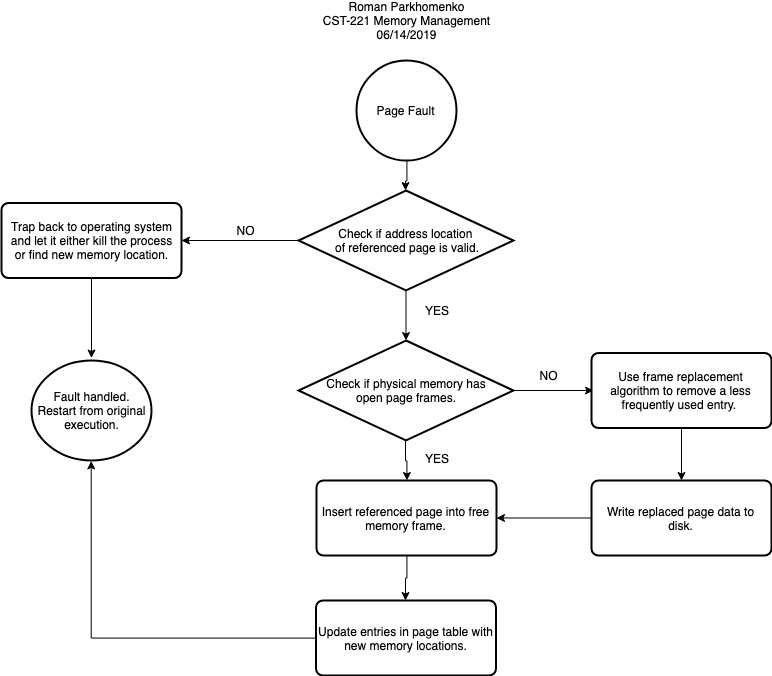 Roman Parkhomenko
CST-221 Memory Management
06/14/2019
Page Fault
Check if address location
of referenced page is valid.
NO
Trap back to operating system
and let it either kill the process
or find new memory location.
YES
Check if physical memory has
open page frames.
NO
Use frame replacement
algorithm to remove a less
frequently used entry.
Fault handled.
Restart from original
execution.
YES
Insert referenced page into free
memory frame.
Write replaced page data to
disk.
Update entries in page table with
new memory locations.